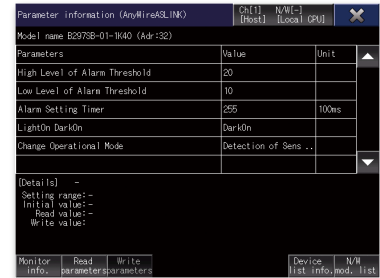 Parameter information (AnyWireASLINK)
Ch[1] N/W[-]
[Host] [Local CPU]
Model name B297SB-01-1K40 (Adr:32)
Parameters Value Unit
High Level of Alarm Threshold 20
Low Level of Alarm Threshold 10
Alarm Setting Timer 255 100ms
LightOn DarkOn DarkOn
Change Operational Mode Detection of Sens ..
[Details] -
Setting range:-
Initial value:-
Read value:-
Write value:-
Monitor info.
Read parameters
Write parameters
Device list info.
N/W mod. list